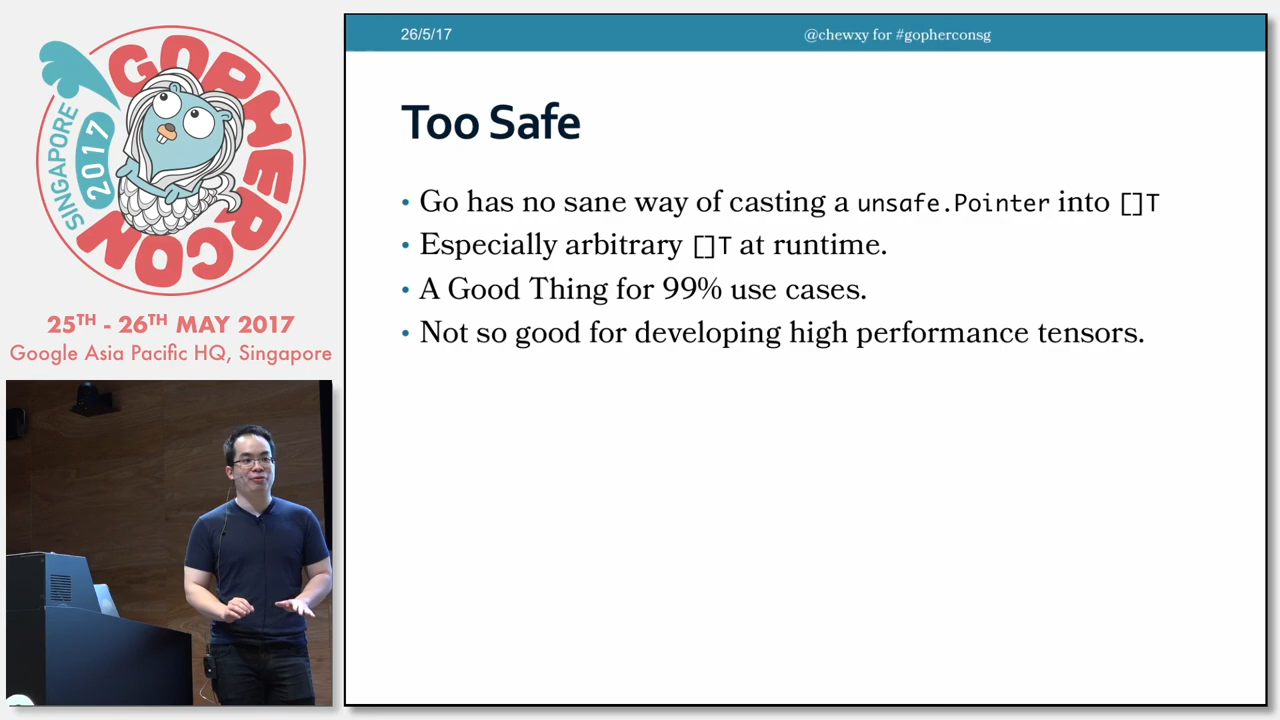 GOPHERCON
SINGAPORE
2017
25TH - 26TH MAY 2017
Google Asia Pacific HQ, Singapore
26/5/17
@chewxy for #gopherconsg
Too Safe
• Go has no sane way of casting a unsafe.Pointer into []T
• Especially arbitrary []T at runtime.
• A Good Thing for 99% use cases.
• Not so good for developing high performance tensors.